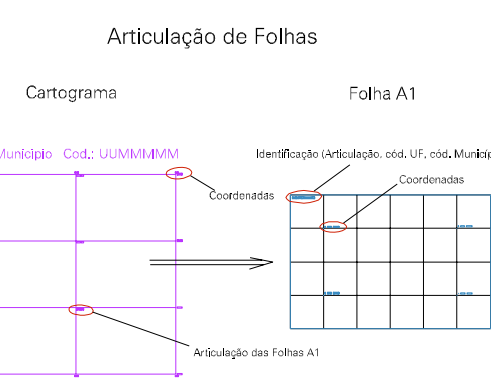 Articulação de Folhas
Cartograma
Folha A1
Município Cod.: UUMMMMM
Identificação (Articulação, cód. UF, cód. Municíp
Coordenadas
Coordenadas
Articulação das Folhas A1